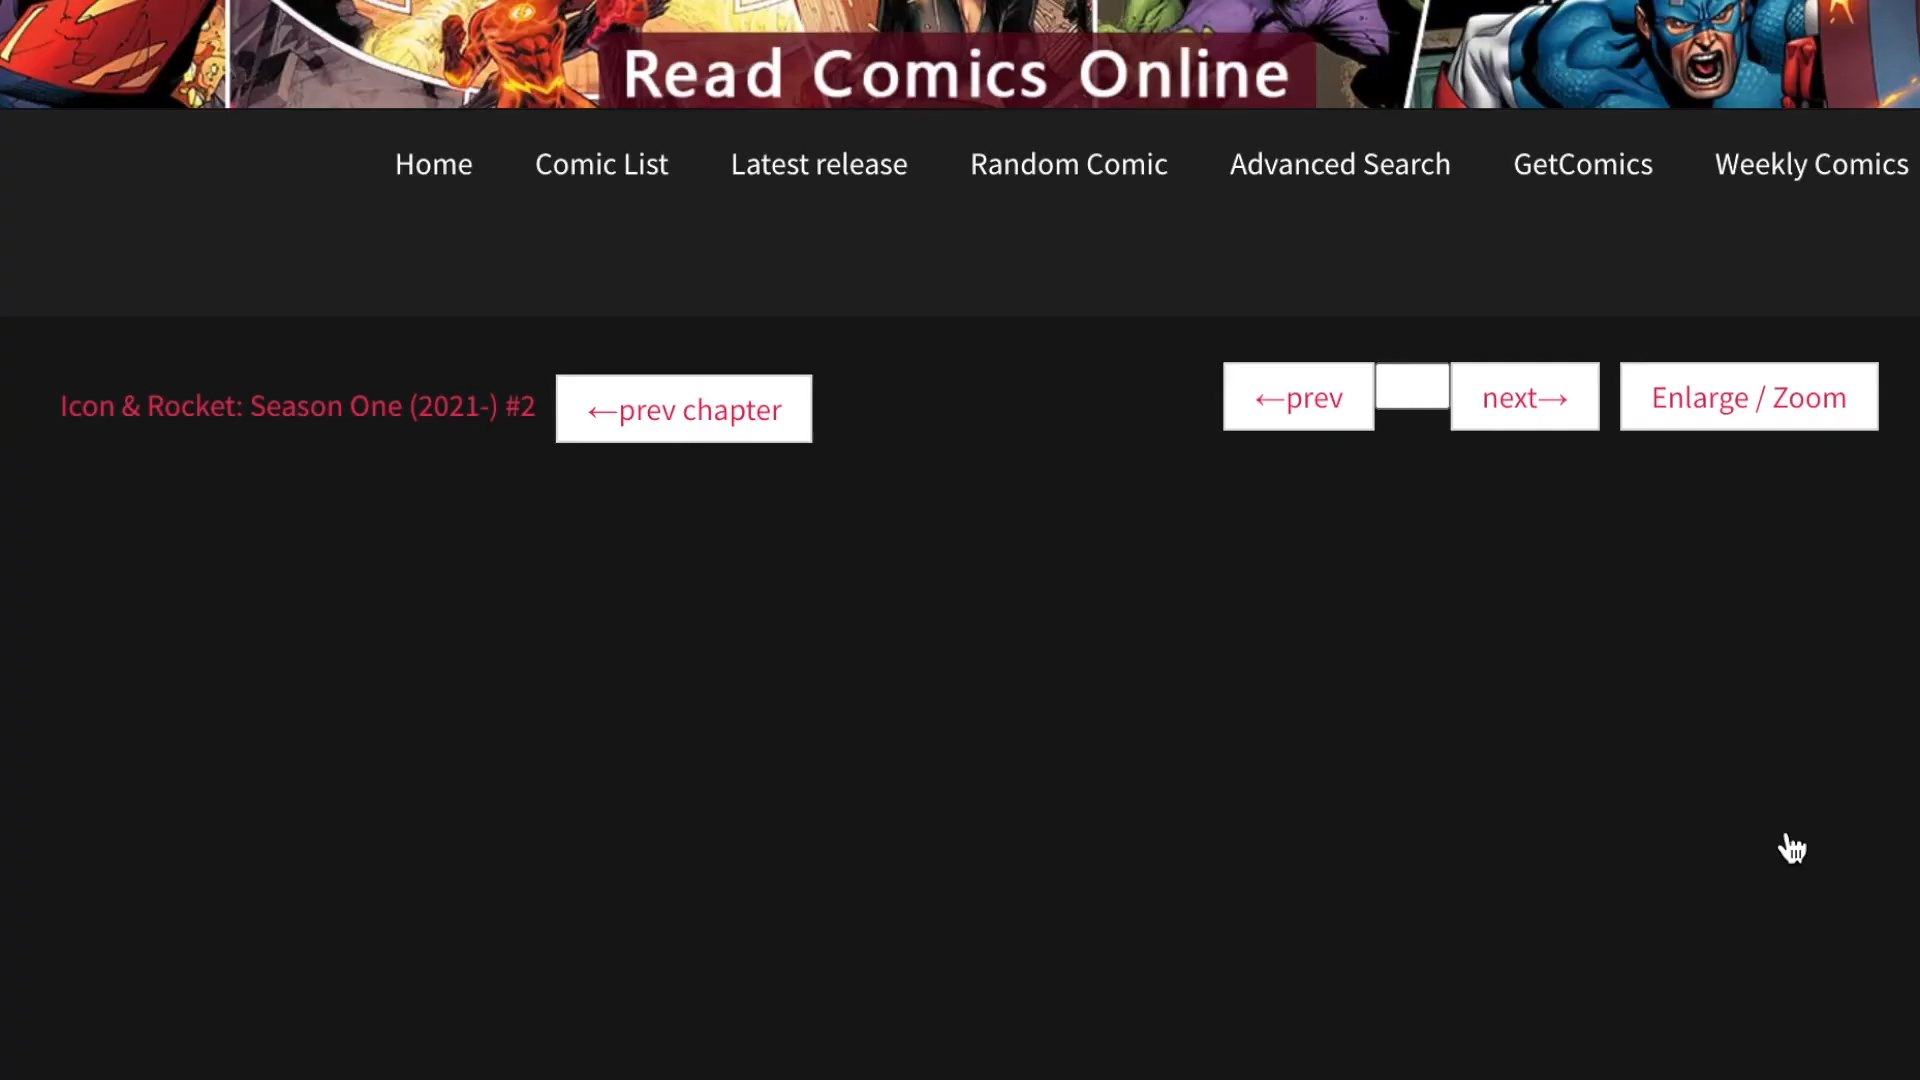 Read Comics Online
Home Comic List Latest release Random Comic Advanced Search GetComics Weekly Comics
Icon & Rocket: Season One (2021-) #2 ←prev chapter ←prev next→ Enlarge / Zoom